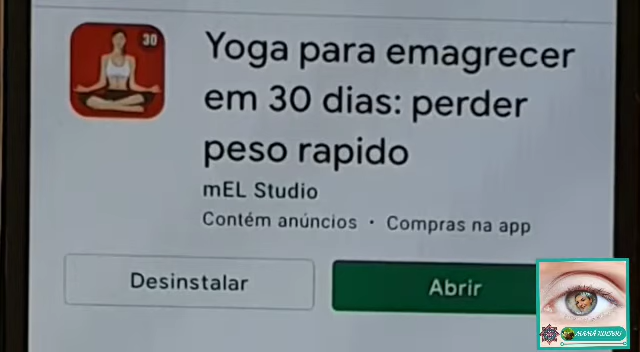 30
Yoga para emagrecer
em 30 dias: perder
peso rapido
mEL Studio
Contém anúncios · Compras na app
Desinstalar
Abrir